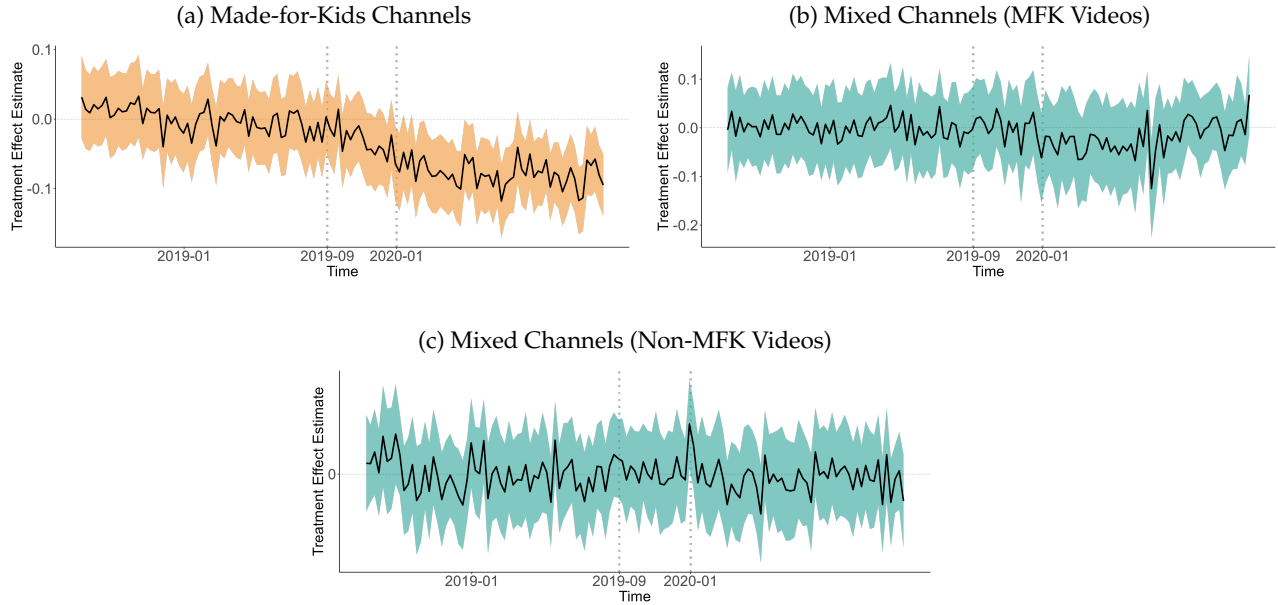 (a) Made-for-Kids Channels
Treatment Effect Estimate
0.1
0.0
-0.1
2019-01
2019-09
2020-01
Time
(b) Mixed Channels (MFK Videos)
Treatment Effect Estimate
0.1
0.0
-0.1
-0.2
2019-01
2019-09
2020-01
Time
(c) Mixed Channels (Non-MFK Videos)
Treatment Effect Estimate
0
2019-01
2019-09
2020-01
Time